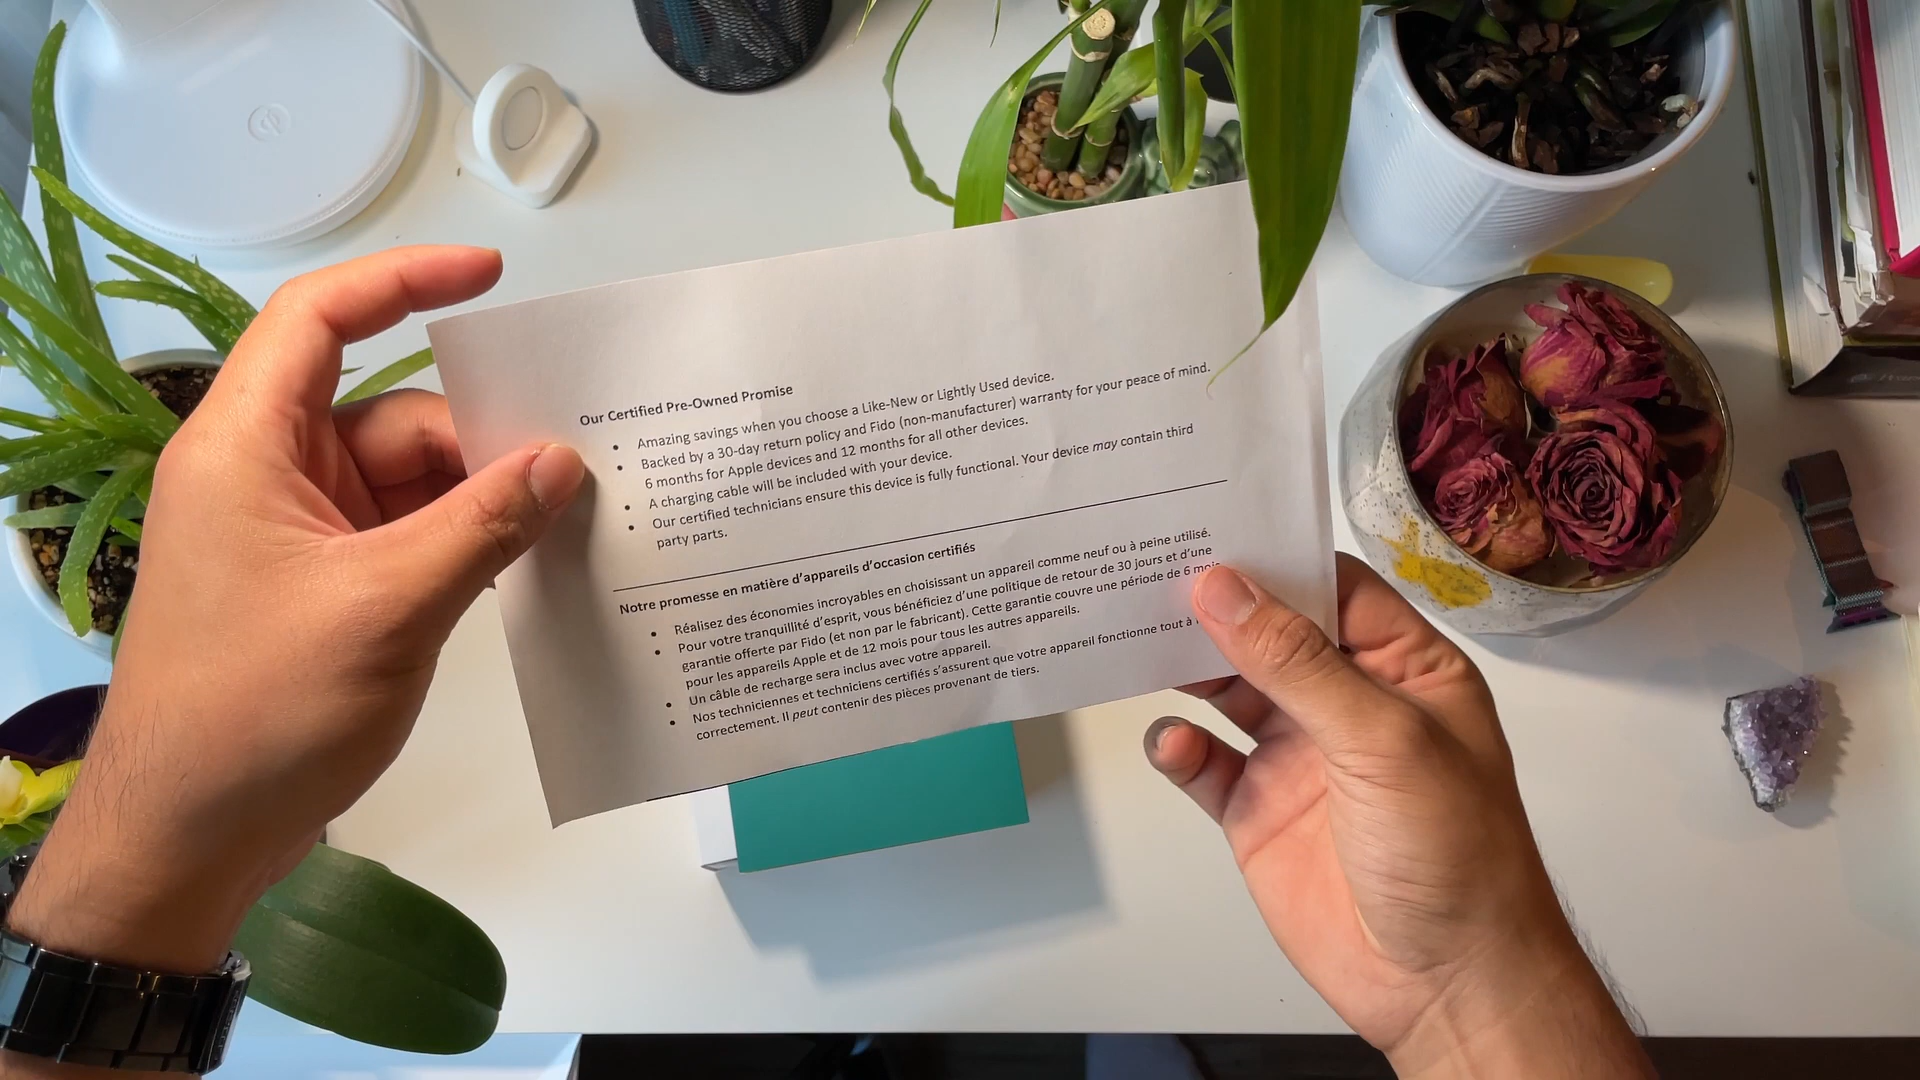 Our Certified Pre-Owned Promise
• Amazing savings when you choose a Like-New or Lightly Used device.
• Backed by a 30-day return policy and Fido (non-manufacturer) warranty for your peace of mind.
6 months for Apple devices and 12 months for all other devices.
• A charging cable will be included with your device.
• Our certified technicians ensure this device is fully functional. Your device may contain third
party parts.
Notre promesse en matière d'appareils d'occasion certifiés
• Réalisez des économies incroyables en choisissant un appareil comme neuf ou à peine utilisé.
• Pour votre tranquillité d'esprit, vous bénéficiez d'une politique de retour de 30 jours et d'une
garantie offerte par Fido (et non par le fabricant). Cette garantie couvre une période de 6 mois
pour les appareils Apple et de 12 mois pour tous les autres appareils.
• Un câble de recharge sera inclus avec votre appareil.
• Nos techniciennes et techniciens certifiés s'assurent que votre appareil fonctionne tout à
correctement. Il peut contenir des pièces provenant de tiers.